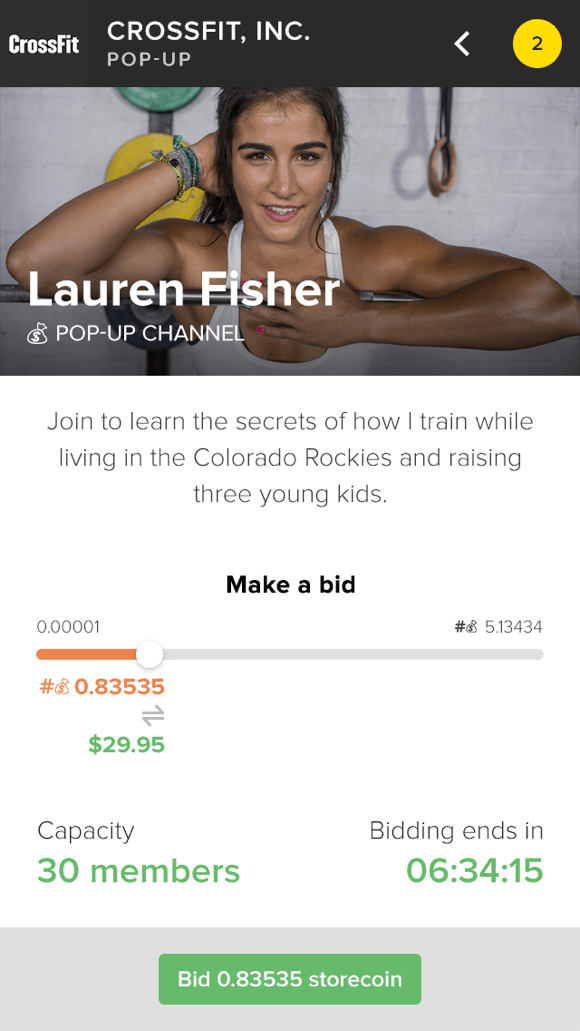 CrossFit
CROSSFIT, INC.
POP-UP
2
Lauren Fisher
💰 POP-UP CHANNEL
Join to learn the secrets of how I train while
living in the Colorado Rockies and raising
three young kids.
Make a bid
0.00001
#💰 5.13434
#💰 0.83535
$29.95
Capacity
Bidding ends in
30 members
06:34:15
Bid 0.83535 storecoin